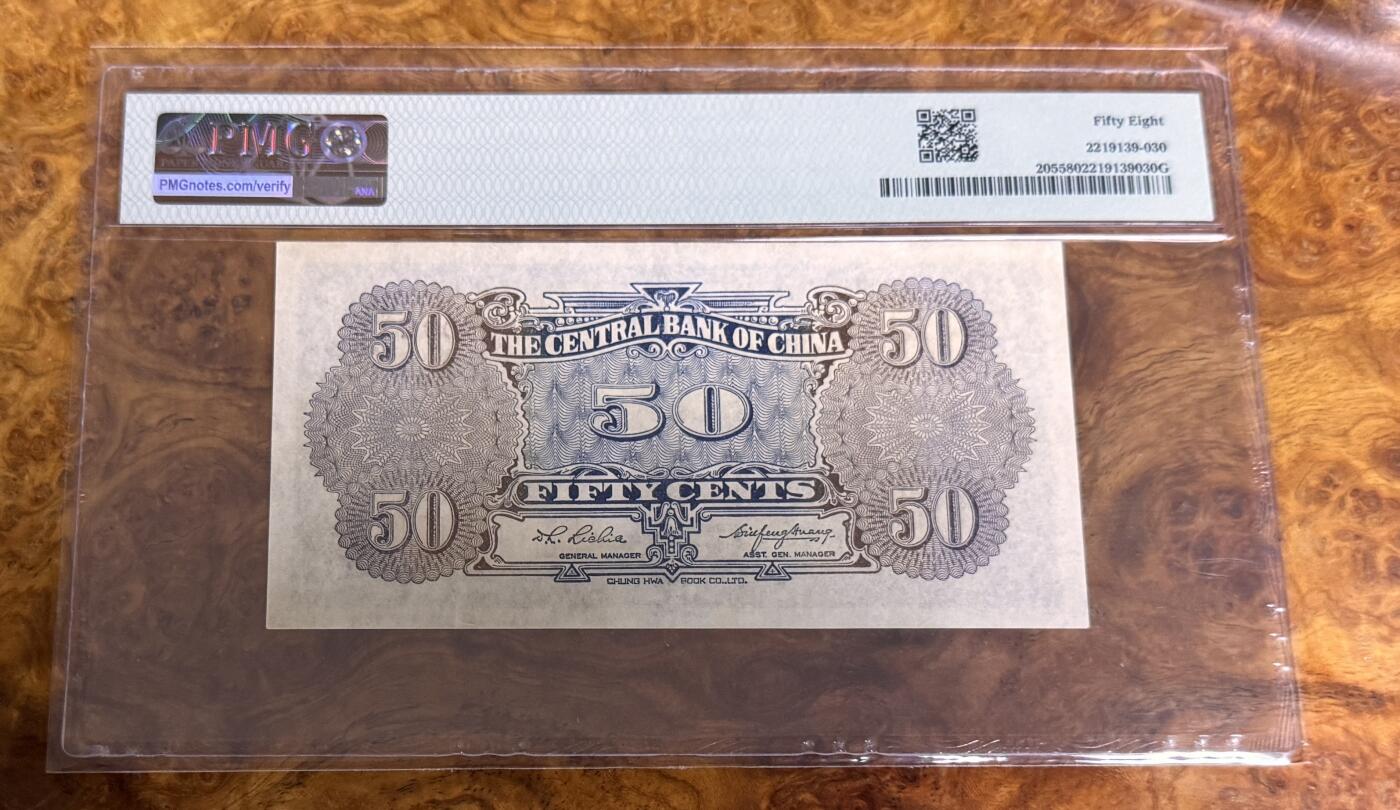 PMG
PMGnotes.com/verify
ANA
Fifty Eight
2219139-030
2055802219139030G
50
50
THE CENTRAL BANK OF CHINA
50
FIFTY CENTS
50
50
GENERAL MANAGER
ASST. GEN. MANAGER
CHUNG HWA BOOK CO.,LTD.